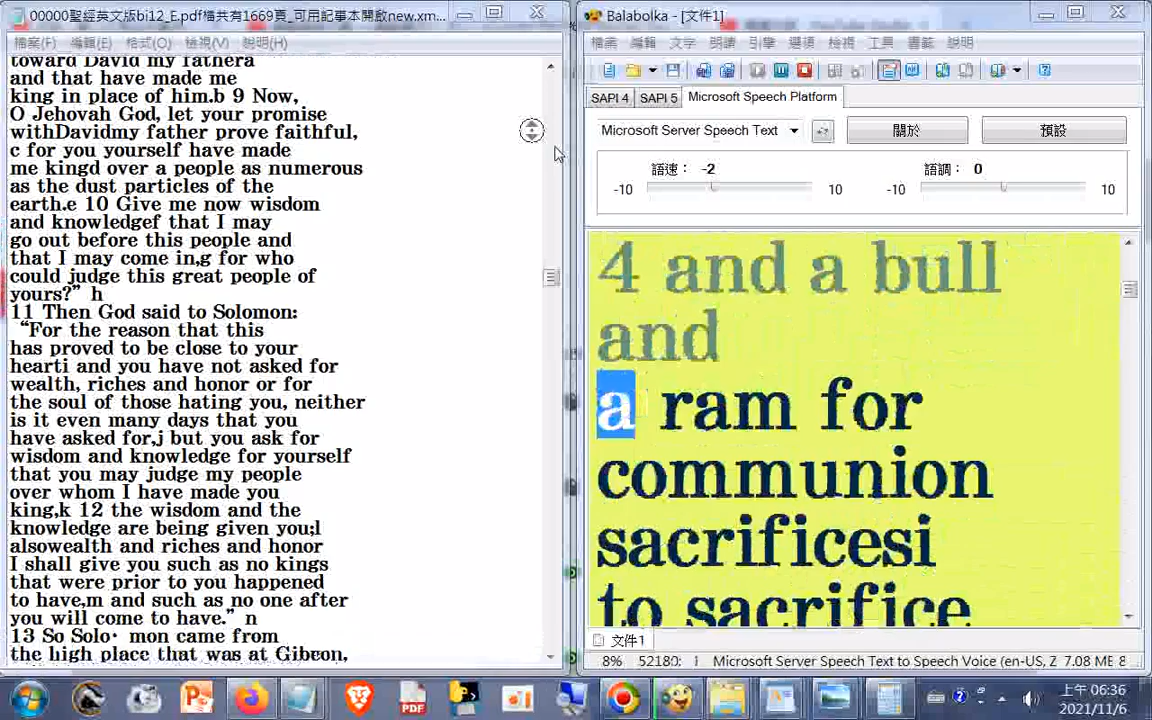 00000聖經英文版bi12_E.pdf檔共有1669頁_可用記事本開啟new.xm...
檔案(F) 編輯(E) 格式(O) 檢視(V) 說明(H)
toward David my fathera
and that have made me
king in place of him.b 9 Now,
O Jehovah God, let your promise
withDavidmy father prove faithful,
c for you yourself have made
me kingd over a people as numerous
as the dust particles of the
earth.e 10 Give me now wisdom
and knowledgef that I may
go out before this people and
that I may come in,g for who
could judge this great people of
yours?” h
11 Then God said to Solomon:
“For the reason that this
has proved to be close to your
hearti and you have not asked for
wealth, riches and honor or for
the soul of those hating you, neither
is it even many days that you
have asked for,j but you ask for
wisdom and knowledge for yourself
that you may judge my people
over whom I have made you
king,k 12 the wisdom and the
knowledge are being given you;l
alsowealth and riches and honor
I shall give you such as no kings
that were prior to you happened
to have,m and such as no one after
you will come to have.” n
13 So Solo· mon came from
the high place that was at Gibeon,
Balabolka - [文件1]
檔案 編輯 文字 朗讀 引擎 選項 檢視 工具 書籤 說明
SAPI 4 SAPI 5 Microsoft Speech Platform
Microsoft Server Speech Text 關於 預設
語速： -2 語調： 0
-10 10 -10 10
4 and a bull
and
a ram for
communion
sacrificesi
to sacrifice
文件1
8% 52180: 1 Microsoft Server Speech Text to Speech Voice (en-US, Z 7.08 MB 8
PDF
上午 06:36
2021/11/6